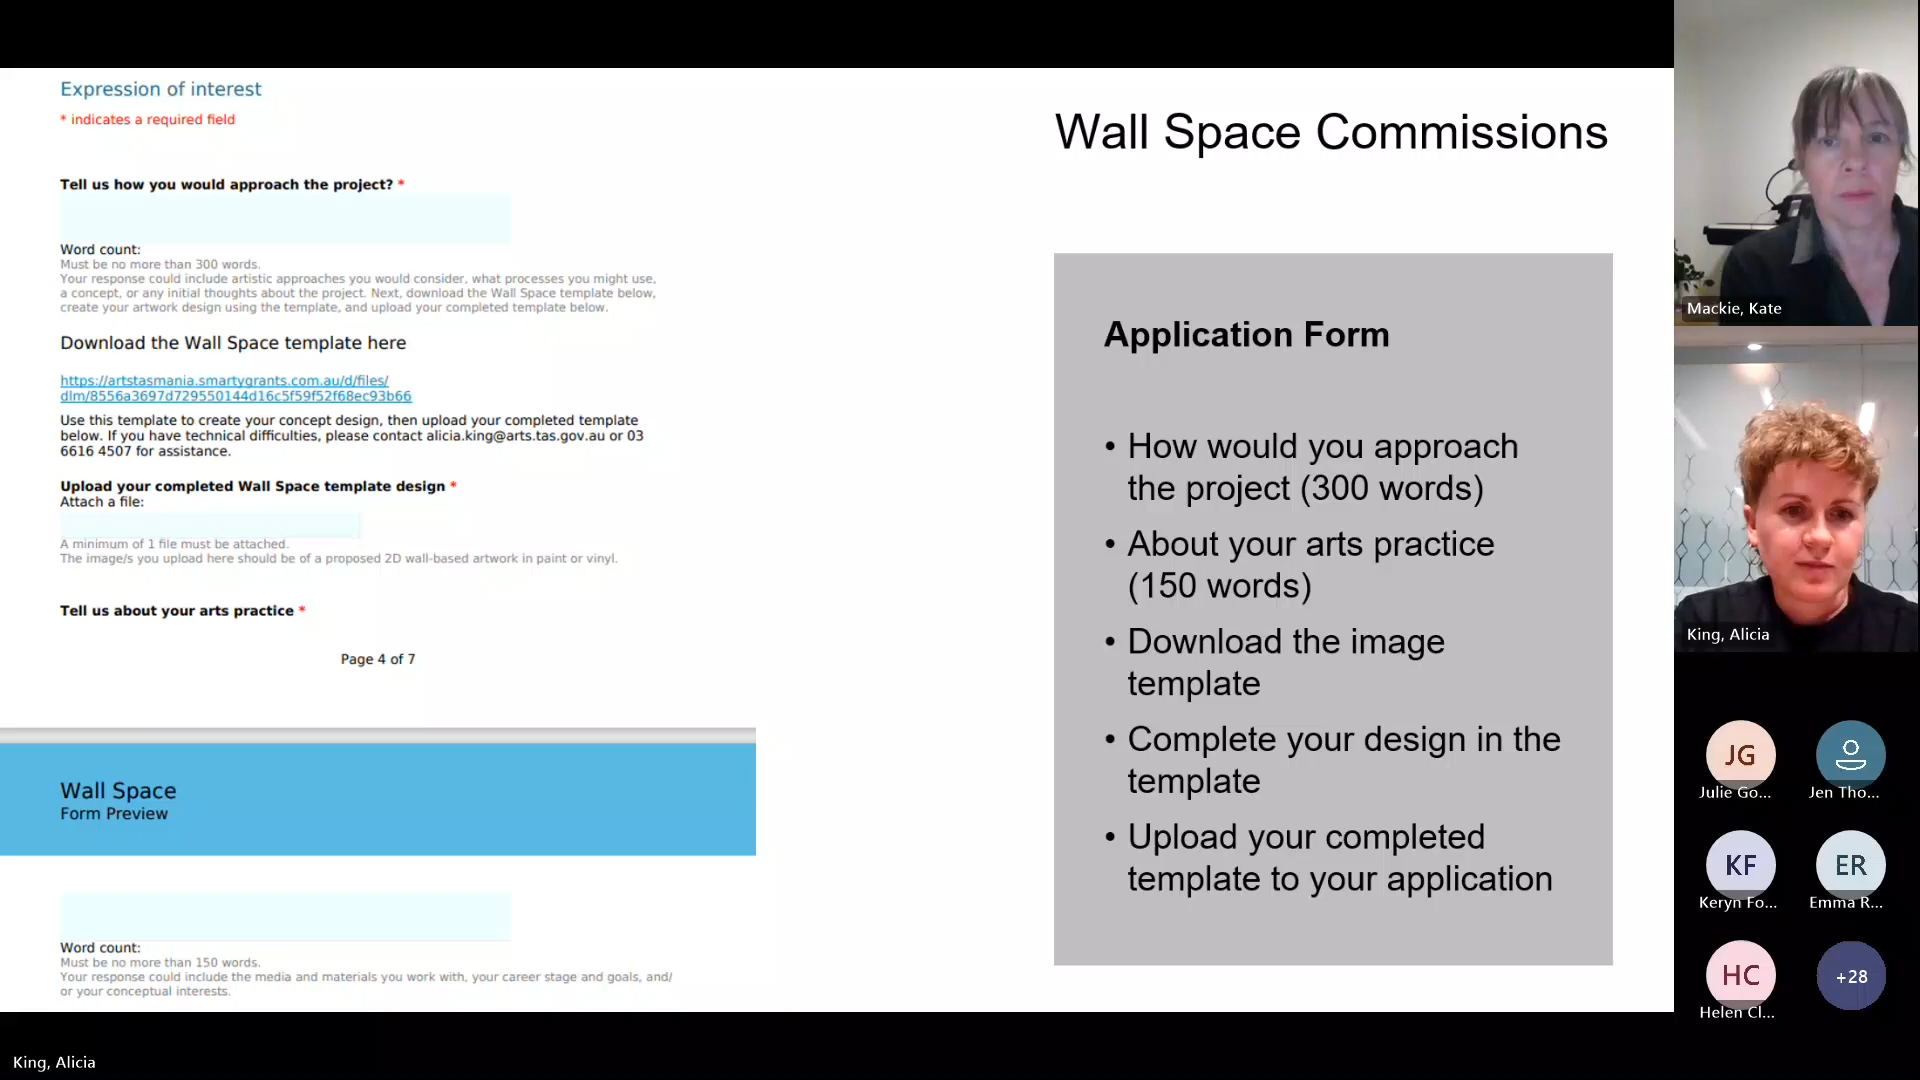 Expression of interest
* indicates a required field
Tell us how you would approach the project? *
Word count:
Must be no more than 300 words.
Your response could include artistic approaches you would consider, what processes you might use,
a concept, or any initial thoughts about the project. Next, download the Wall Space template below,
create your artwork design using the template, and upload your completed template below.
Download the Wall Space template here
https://artstasmania.smartygrants.com.au/d/files/
dlm/8556a3697d729550144d16c5f59f52f68ec93b66
Use this template to create your concept design, then upload your completed template
below. If you have technical difficulties, please contact alicia.king@arts.tas.gov.au or 03
6616 4507 for assistance.
Upload your completed Wall Space template design *
Attach a file:
A minimum of 1 file must be attached.
The image/s you upload here should be of a proposed 2D wall-based artwork in paint or vinyl.
Tell us about your arts practice *
Page 4 of 7
Wall Space
Form Preview
Word count:
Must be no more than 150 words.
Your response could include the media and materials you work with, your career stage and goals, and/
or your conceptual interests.
Wall Space Commissions
Application Form
• How would you approach
the project (300 words)
• About your arts practice
(150 words)
• Download the image
template
• Complete your design in the
template
• Upload your completed
template to your application
Mackie, Kate
King, Alicia
JG
Julie Go...
Jen Tho...
KF
Keryn Fo...
ER
Emma R...
HC
Helen Cl...
+28
King, Alicia